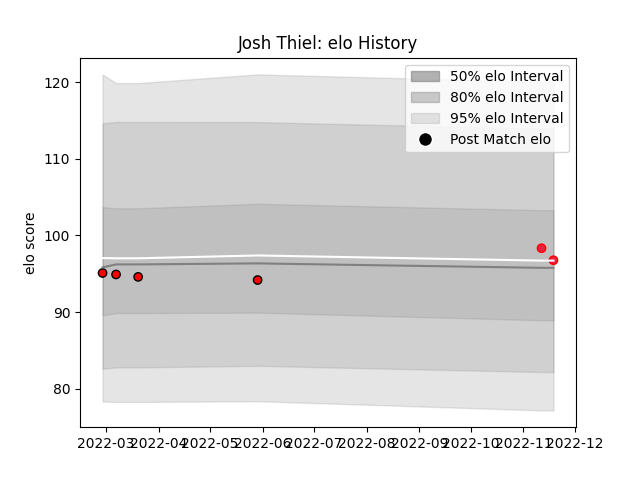 Josh Thiel: elo History
120
110
100
90
80
elo score
50% elo Interval
80% elo Interval
95% elo Interval
Post Match elo
2022-03 2022-04 2022-05 2022-06 2022-07 2022-08 2022-09 2022-10 2022-11 2022-12